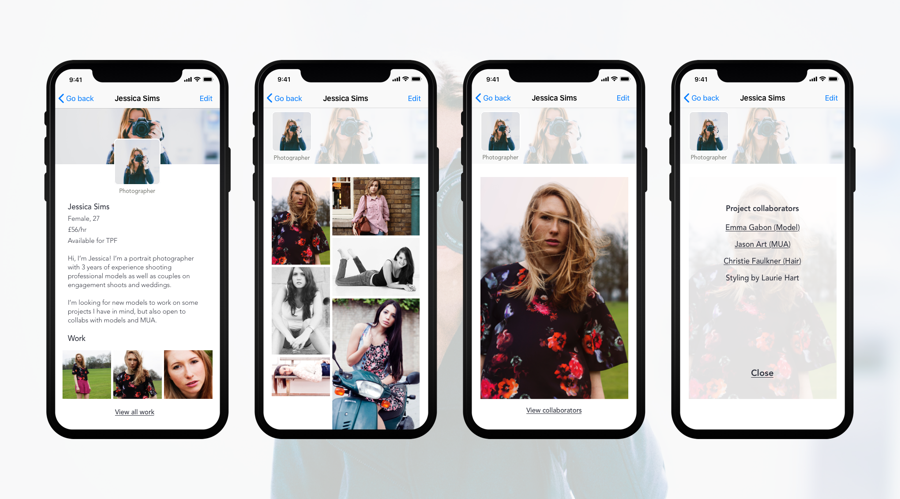 9:41
Go back
Jessica Sims
Edit
Photographer
Jessica Sims
Female, 27
£56/hr
Available for TPF
Hi, I'm Jessica! I'm a portrait photographer
with 3 years of experience shooting
professional models as well as couples on
engagement shoots and weddings.
I'm looking for new models to work on some
projects I have in mind, but also open to
collabs with models and MUA.
Work
View all work
9:41
Go back
Jessica Sims
Edit
Photographer
9:41
Go back
Jessica Sims
Edit
Photographer
View collaborators
9:41
Go back
Jessica Sims
Edit
Photographer
Project collaborators
Emma Gabon (Model)
Jason Art (MUA)
Christie Faulkner (Hair)
Styling by Laurie Hart
Close